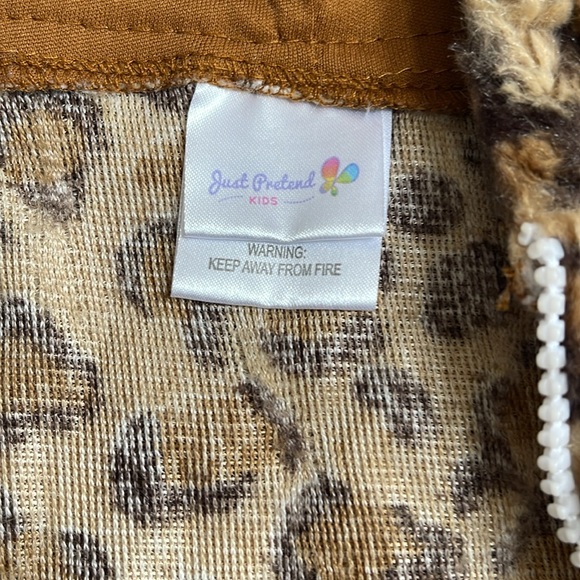 Just Pretend
KIDS
WARNING:
KEEP AWAY FROM FIRE